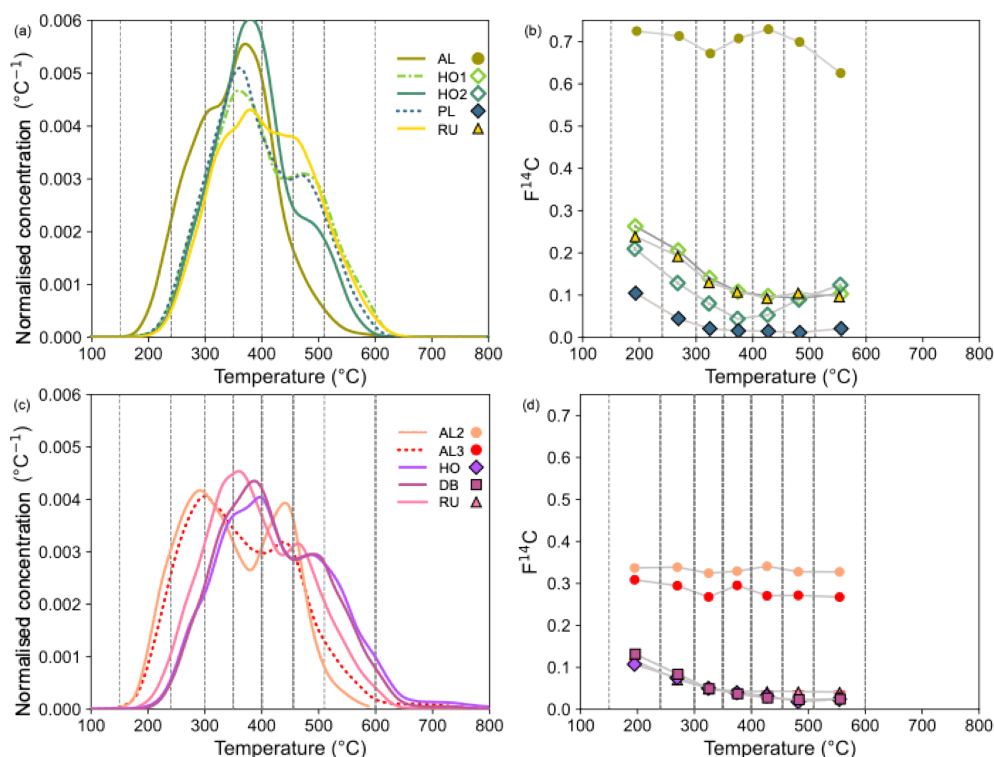 (a)
Normalised concentration (°C⁻¹)
0.006
0.005
0.004
0.003
0.002
0.001
0.000
AL
HO1
HO2
PL
RU
100 200 300 400 500 600 700 800
Temperature (°C)
(b)
F¹⁴C
0.7
0.6
0.5
0.4
0.3
0.2
0.1
0.0
100 200 300 400 500 600 700 800
Temperature (°C)
(c)
Normalised concentration (°C⁻¹)
0.006
0.005
0.004
0.003
0.002
0.001
0.000
AL2
AL3
HO
DB
RU
100 200 300 400 500 600 700 800
Temperature (°C)
(d)
F¹⁴C
0.7
0.6
0.5
0.4
0.3
0.2
0.1
0.0
100 200 300 400 500 600 700 800
Temperature (°C)